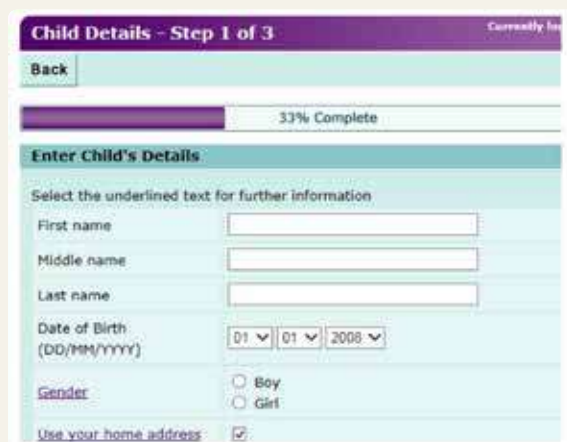 Child Details - Step 1 of 3
Currently
Back
33% Complete
Enter Child's Details
Select the underlined text for further information
First name
Middle name
Last name
Date of Birth
(DD/MM/YYYY)
01 01 2008
Gender
Boy
Girl
Use your home address